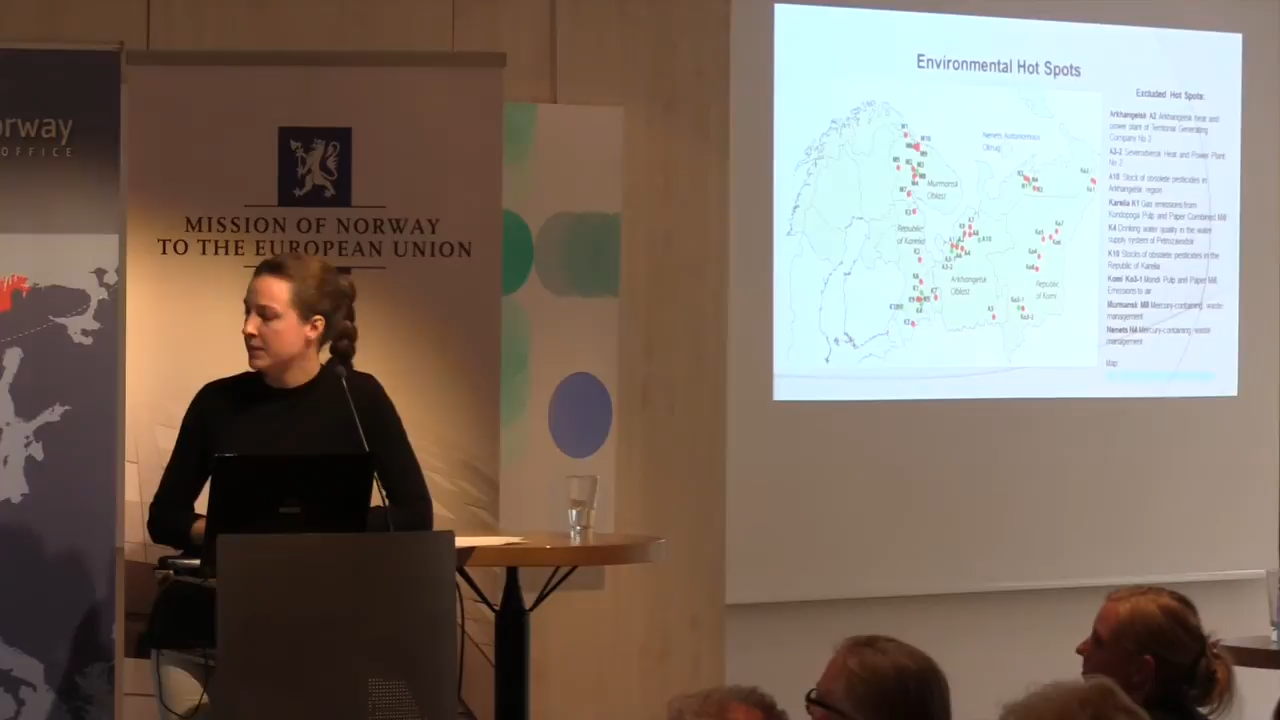 orway
OFFICE
MISSION OF NORWAY
TO THE EUROPEAN UNION
Environmental Hot Spots
Excluded Hot Spots:
Arkhangelsk A2 Arkhangelsk heat and
power plant of Territorial Generating
Company No 2
A3-2 Severodvinsk Heat and Power Plant
No 2
A10 Stock of obsolete pesticides in
Arkhangelsk region
Karelia K1 Gas emissions from
Kondopoga Pulp and Paper Combined Mill
K4 Drinking water quality in the water
supply system of Petrozavodsk
K10 Stocks of obsolete pesticides in the
Republic of Karelia
Komi Ko3-1 Mondi Pulp and Paper Mill
Emissions to air
Murmansk M8 Mercury-containing waste
management
Nenets N4 Mercury-containing waste
management
Map:
Nenets Autonomous
Okrug
Murmansk
Oblast
Republic
of Karelia
Arkhangelsk
Oblast
Republic
of Komi